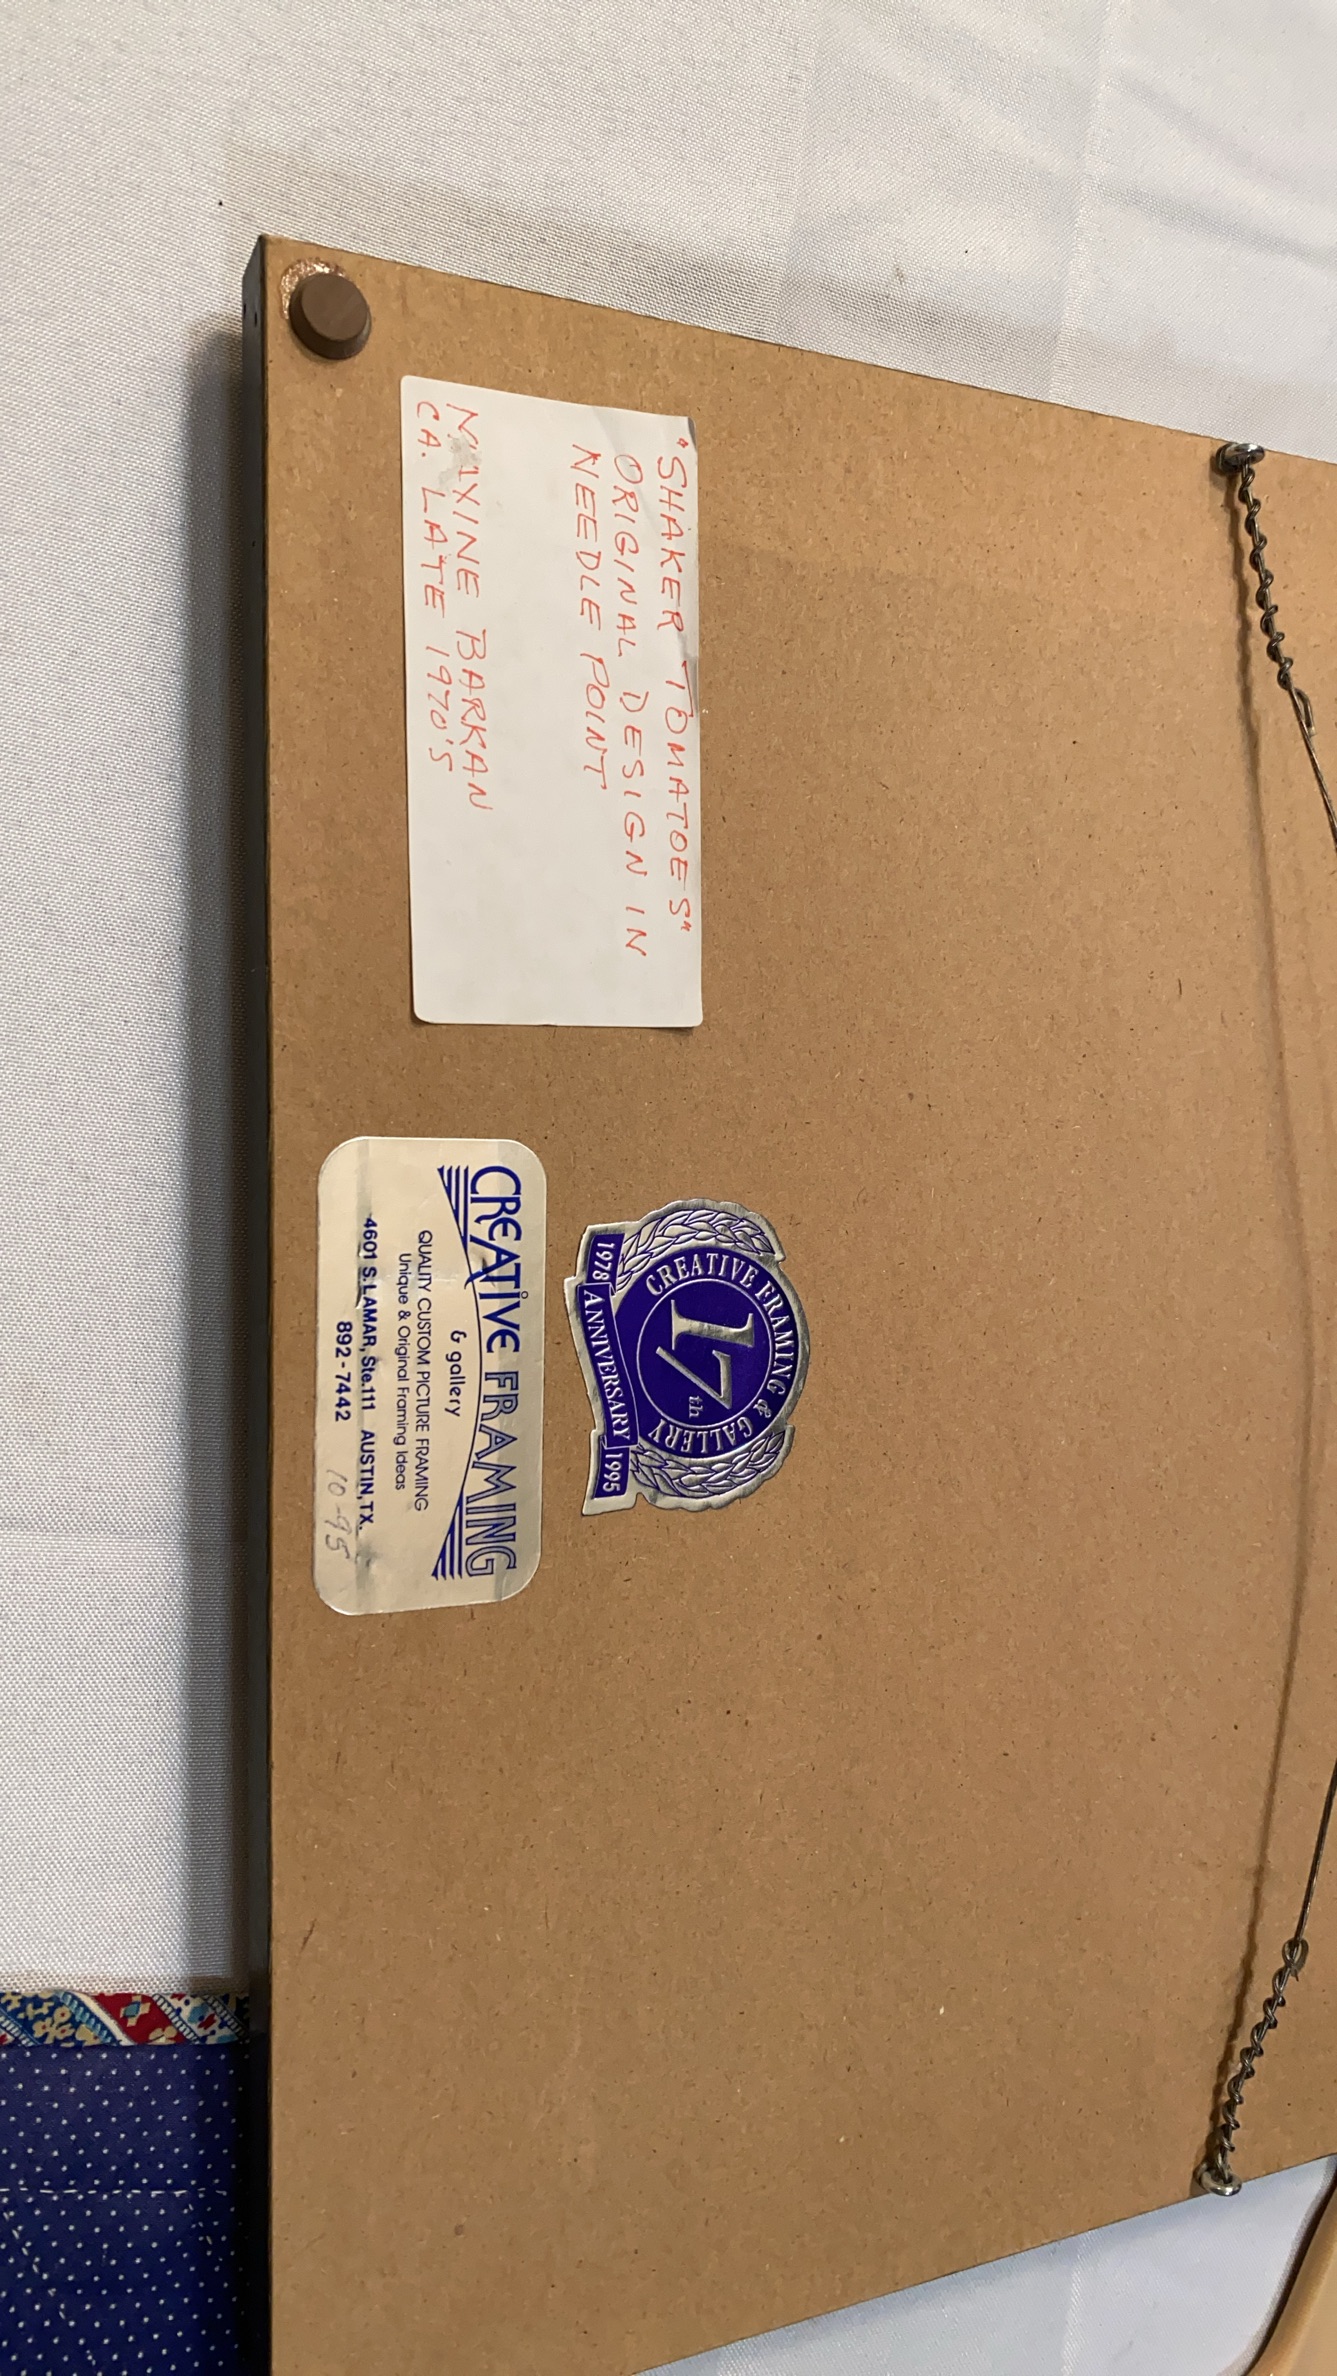 "SHAKER TOMATOES"
ORIGINAL DESIGN IN
NEEDLE POINT
MAXINE BARKAN
CA. LATE 1970'S
CREATIVE FRAMING & GALLERY
17th
1978 ANNIVERSARY 1995
CREATIVE FRAMING
& gallery
QUALITY CUSTOM PICTURE FRAMING
Unique & Original Framing Ideas
4601 S. LAMAR, Ste.111 AUSTIN, TX.
892-7442 10-95